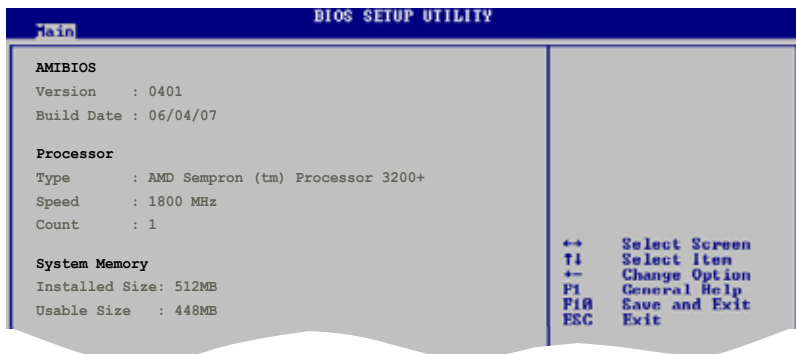 BIOS SETUP UTILITY
Main
AMIBIOS
Version : 0401
Build Date : 06/04/07
Processor
Type : AMD Sempron (tm) Processor 3200+
Speed : 1800 MHz
Count : 1
System Memory
Installed Size: 512MB
Usable Size : 448MB
↔ Select Screen
↑↓ Select Item
+- Change Option
F1 General Help
F10 Save and Exit
ESC Exit